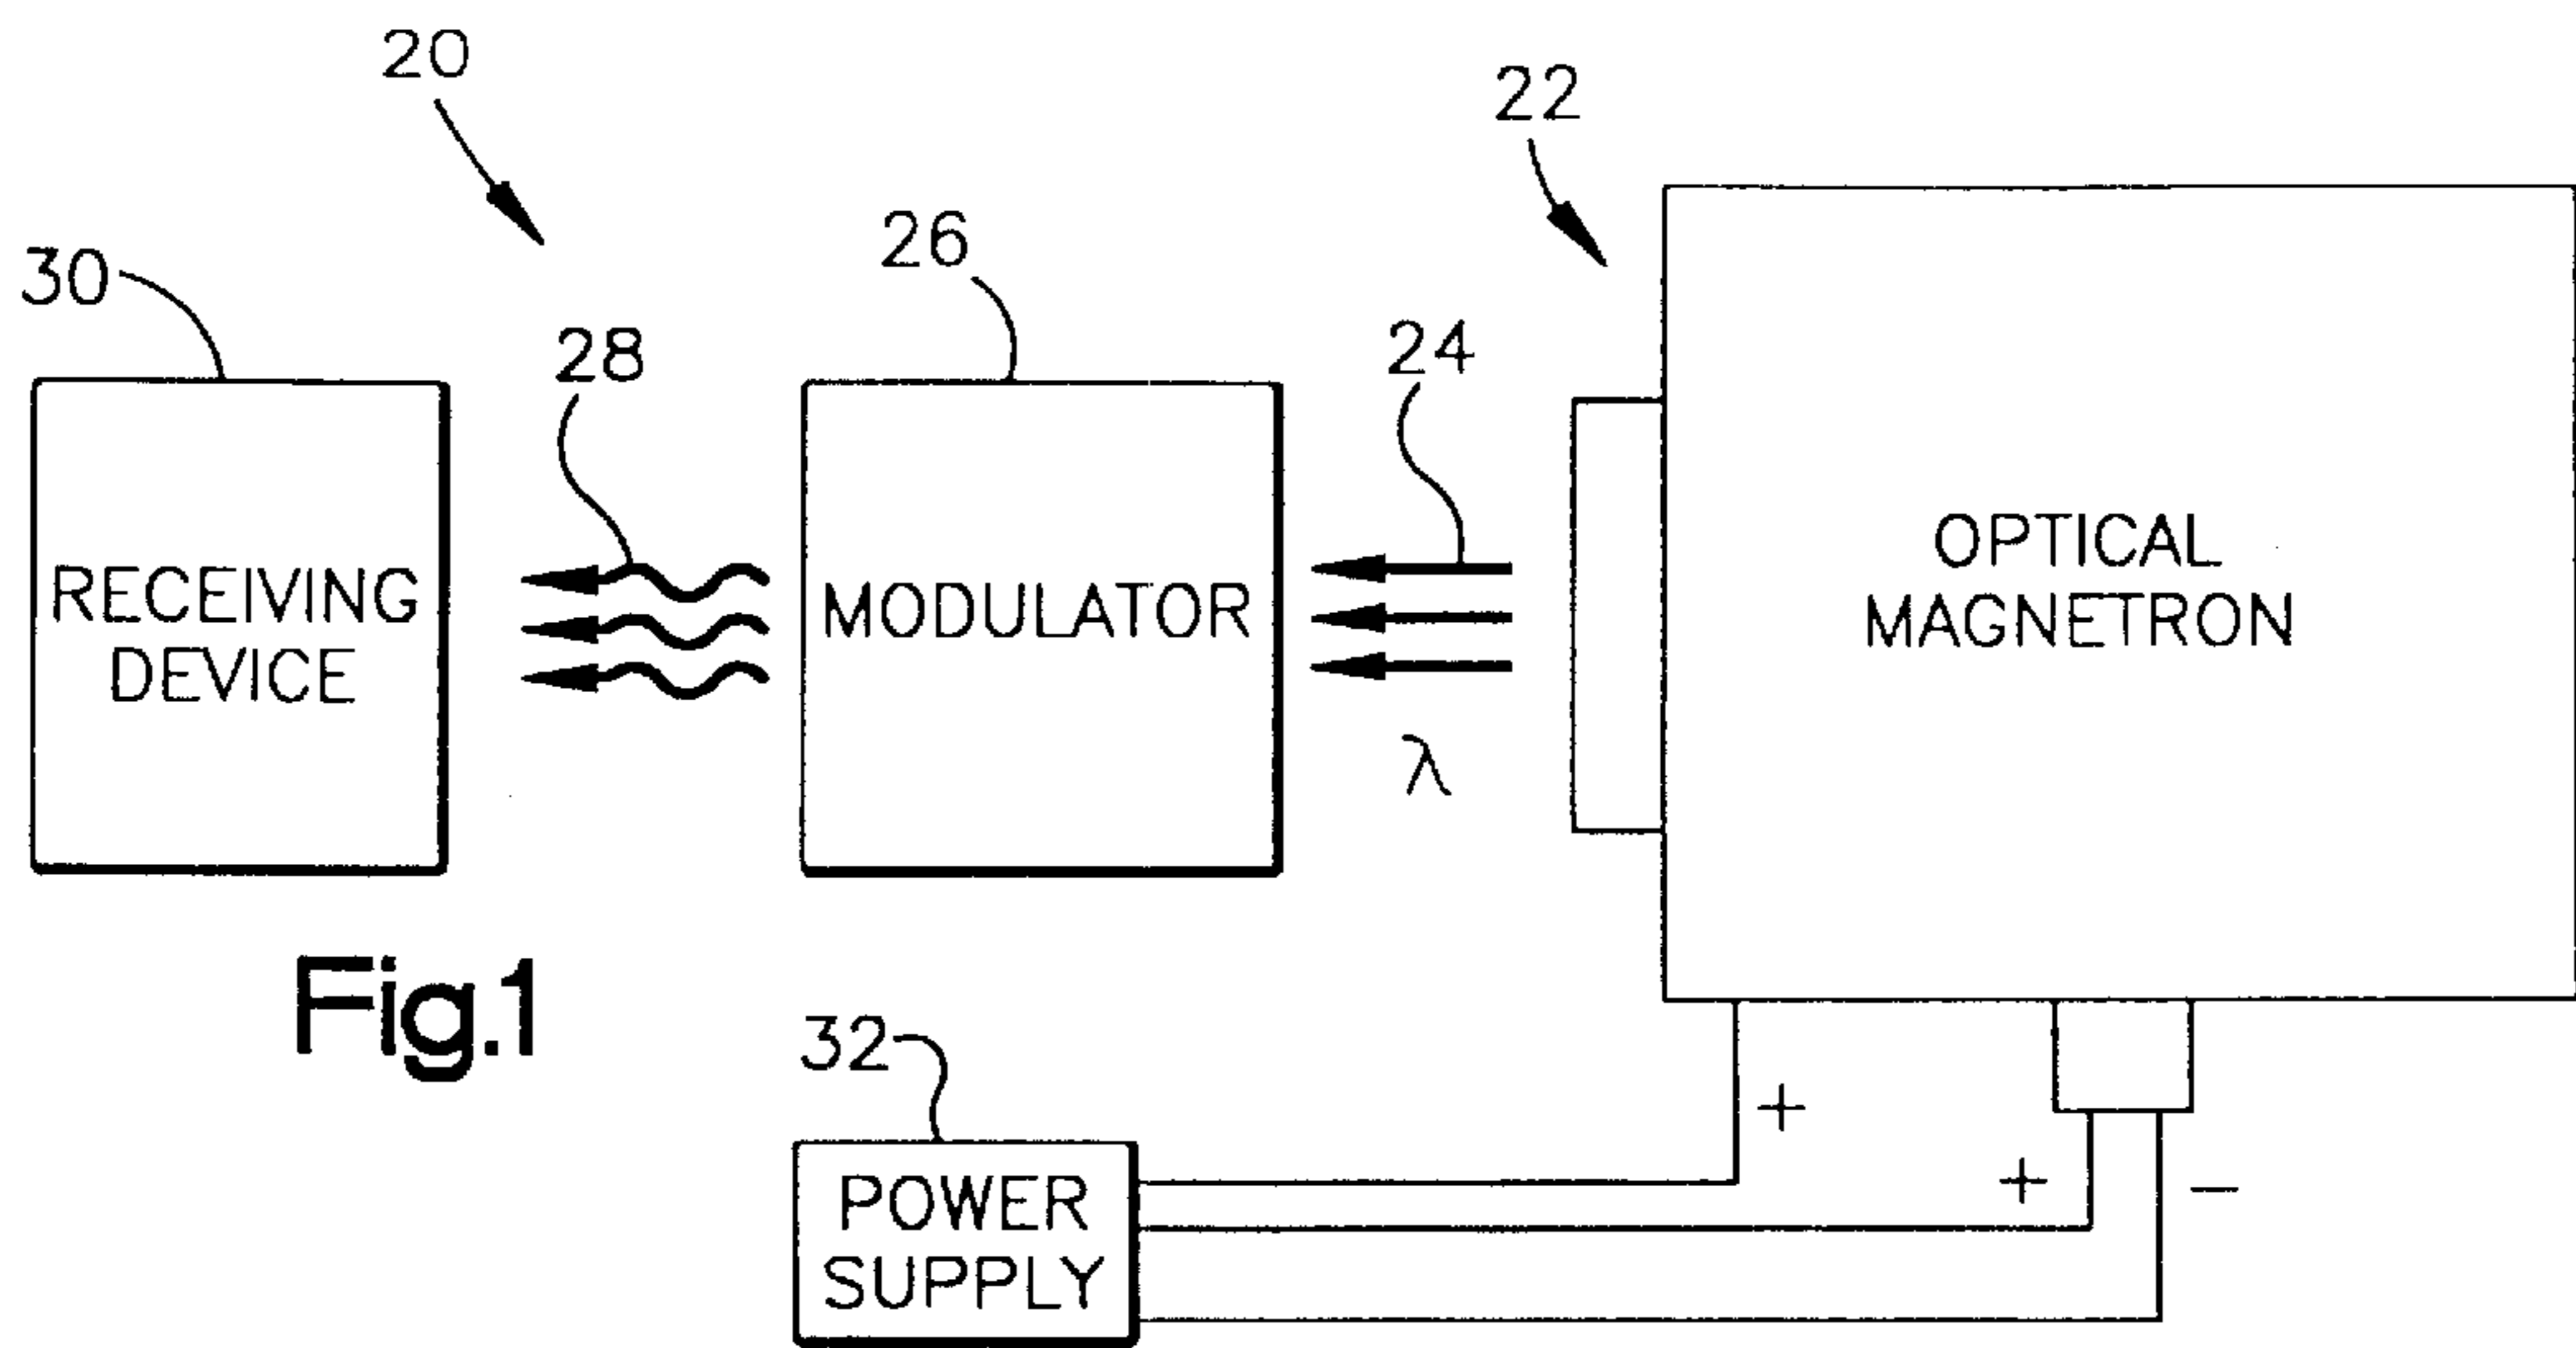 20
22
30
26
28
24
RECEIVING
DEVICE
MODULATOR
OPTICAL
MAGNETRON
λ
Fig.1
32
+
+
−
POWER
SUPPLY